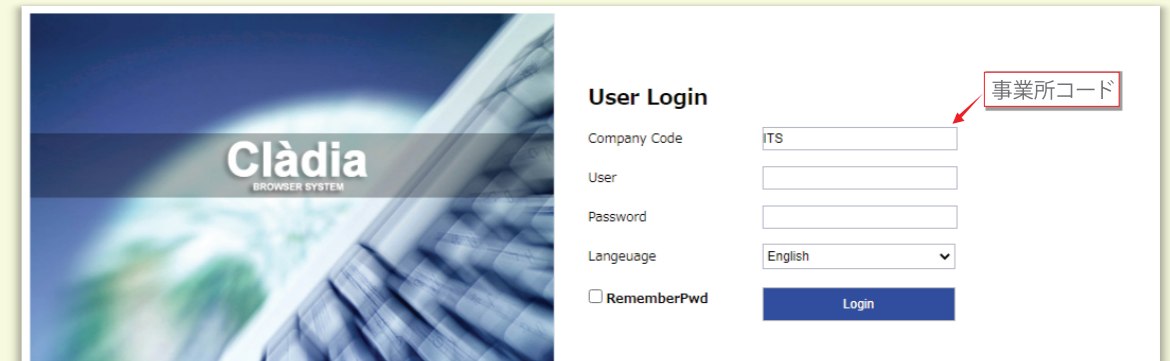 Clàdia
BROWSER SYSTEM
User Login
事業所コード
Company Code
ITS
User
Password
Langeuage
English
RememberPwd
Login